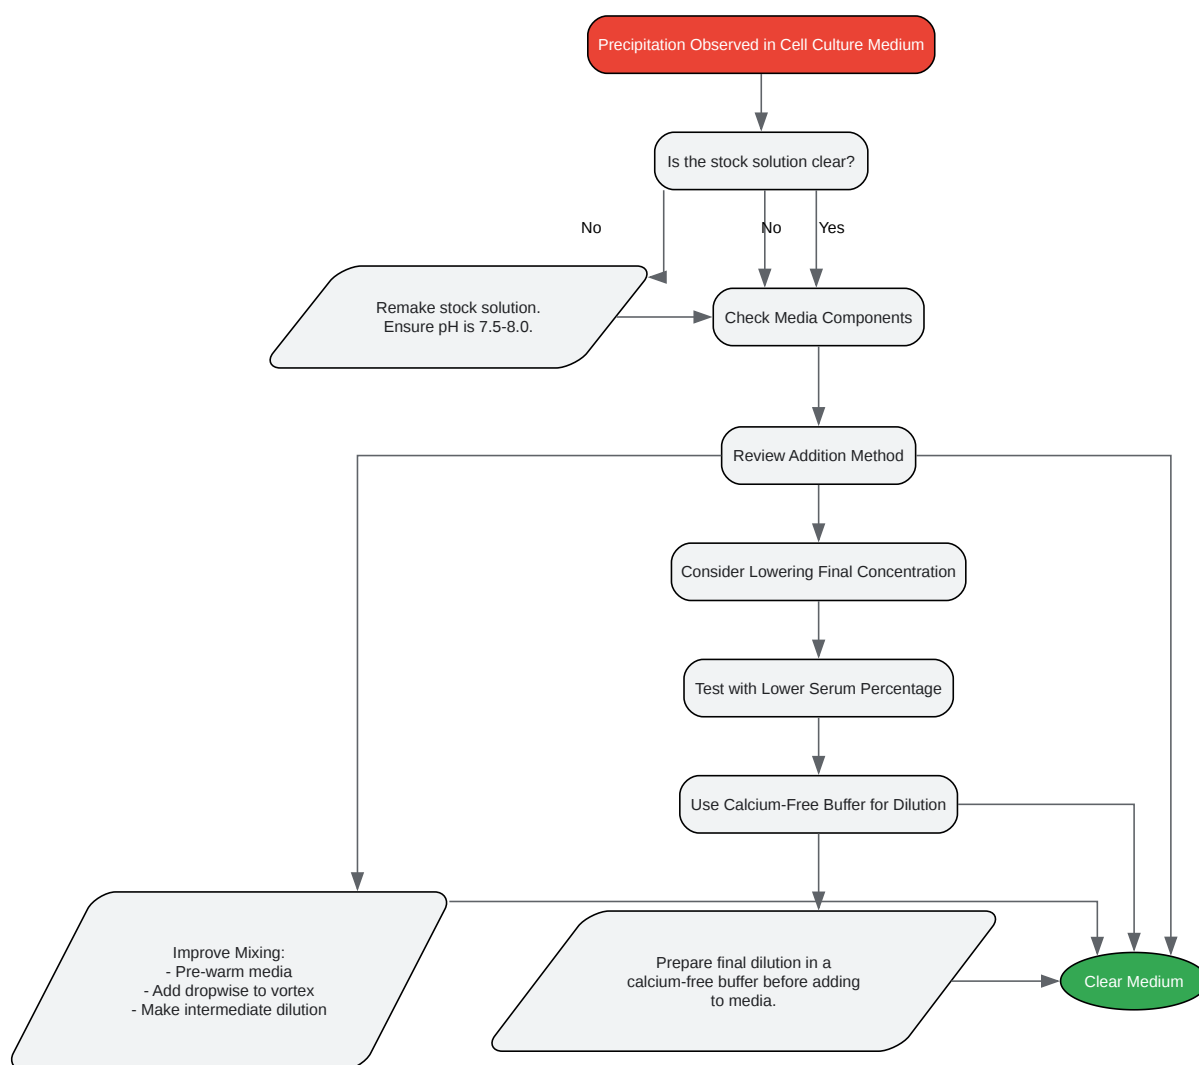 Precipitation Observed in Cell Culture Medium
Is the stock solution clear?
No
No
Yes
Remake stock solution.
Ensure pH is 7.5-8.0.
Check Media Components
Review Addition Method
Consider Lowering Final Concentration
Test with Lower Serum Percentage
Use Calcium-Free Buffer for Dilution
Improve Mixing:
- Pre-warm media
- Add dropwise to vortex
- Make intermediate dilution
Prepare final dilution in a
calcium-free buffer before adding
to media.
Clear Medium